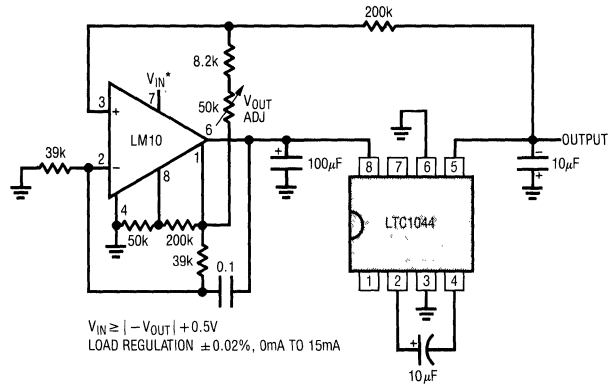 200k
8.2k
VIN*
50k
VOUT
ADJ
3
+
7
LM10
6
1
2
−
39k
8
4
50k
200k
39k
0.1
+
100µF
8
7
6
5
LTC1044
1
2
3
4
OUTPUT
−
10µF
+
+
10µF
VIN ≥ | −VOUT | +0.5V
LOAD REGULATION ±0.02%, 0mA TO 15mA